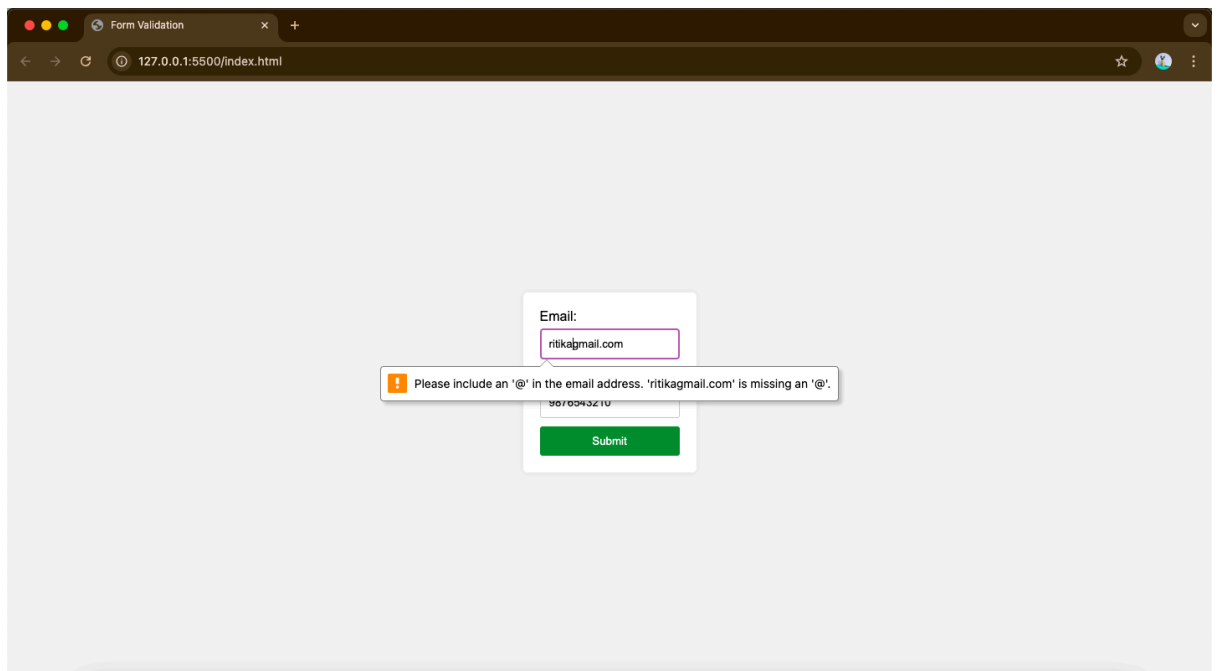 Form Validation
127.0.0.1:5500/index.html
Email:
ritikagmail.com
Please include an '@' in the email address. 'ritikagmail.com' is missing an '@'.
9876543210
Submit